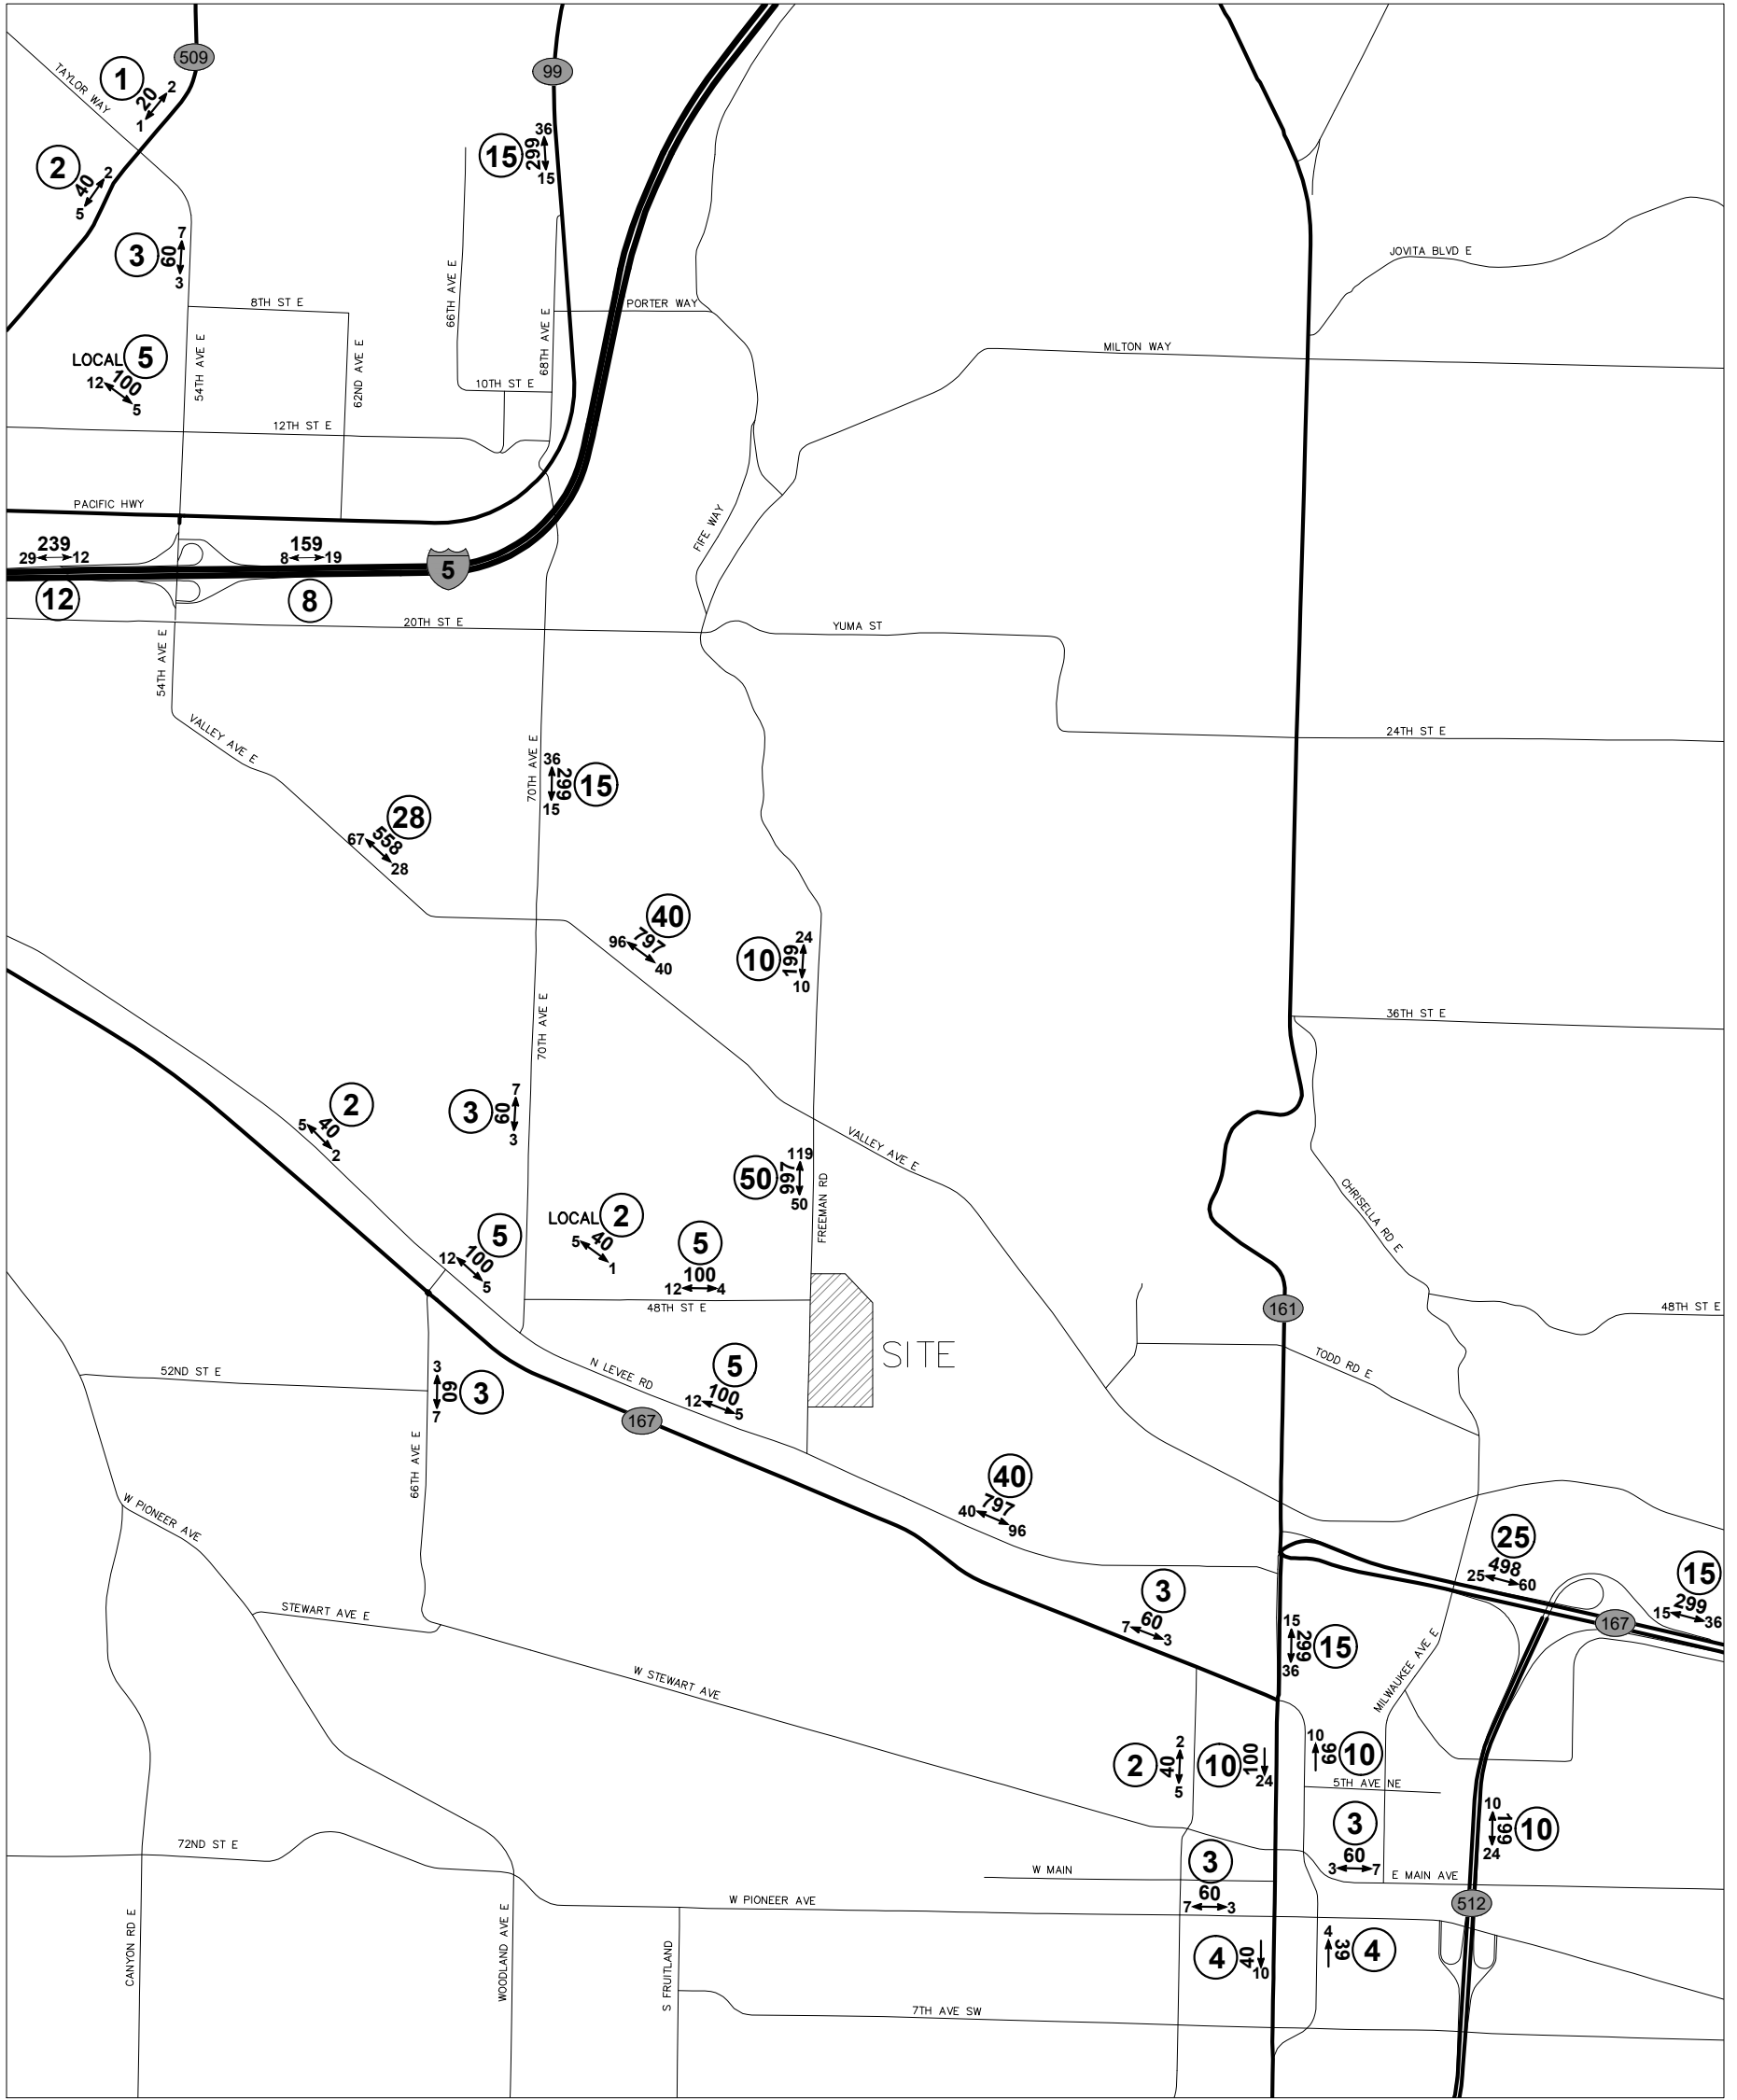 509
99
TAYLOR WAY
1
2
20
1
36
299
15
15
2
2
40
5
7
60
3
3
JOVITA BLVD E
8TH ST E
66TH AVE E
68TH AVE E
PORTER WAY
MILTON WAY
LOCAL 5
12
100
5
54TH AVE E
62ND AVE E
10TH ST E
12TH ST E
PACIFIC HWY
FIFE WAY
239
29
12
12
159
8
19
8
5
20TH ST E
YUMA ST
54TH AVE E
VALLEY AVE E
24TH ST E
70TH AVE E
36
299
15
15
28
67
558
28
40
96
797
40
24
199
10
10
70TH AVE E
36TH ST E
2
5
40
2
7
60
3
3
VALLEY AVE E
119
997
50
50
FREEMAN RD
CHRISELLA RD E
LOCAL 2
5
40
1
5
12
100
5
5
100
12
4
48TH ST E
161
48TH ST E
SITE
TODD RD E
52ND ST E
3
60
7
3
N LEVEE RD
5
12
100
5
167
66TH AVE E
W PIONEER AVE
40
40
797
96
25
498
25
60
15
299
15
36
167
STEWART AVE E
3
7
60
3
15
299
36
15
MILWAUKEE AVE E
W STEWART AVE
2
2
40
5
10
100
24
10
99
10
5TH AVE NE
3
60
3
7
10
199
24
10
72ND ST E
W MAIN
3
60
7
3
E MAIN AVE
W PIONEER AVE
512
CANYON RD E
WOODLAND AVE E
S FRUITLAND
4
40
10
4
39
4
7TH AVE SW